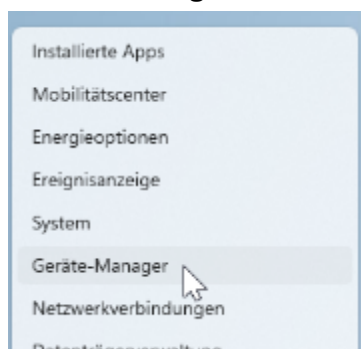 Installierte Apps
Mobilitätscenter
Energieoptionen
Ereignisanzeige
System
Geräte-Manager
Netzwerkverbindungen